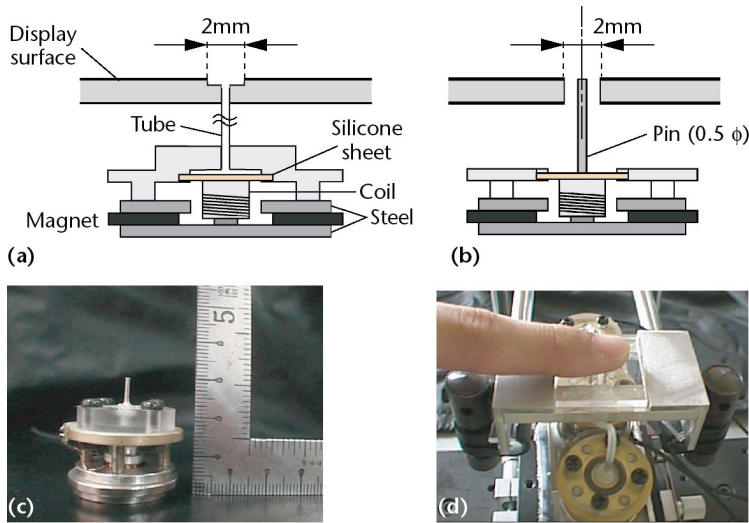 2mm
Display
surface
Tube
Silicone
sheet
Coil
Magnet
Steel
(a)
2mm
Pin (0.5 ϕ)
(b)
5
(c)
(d)